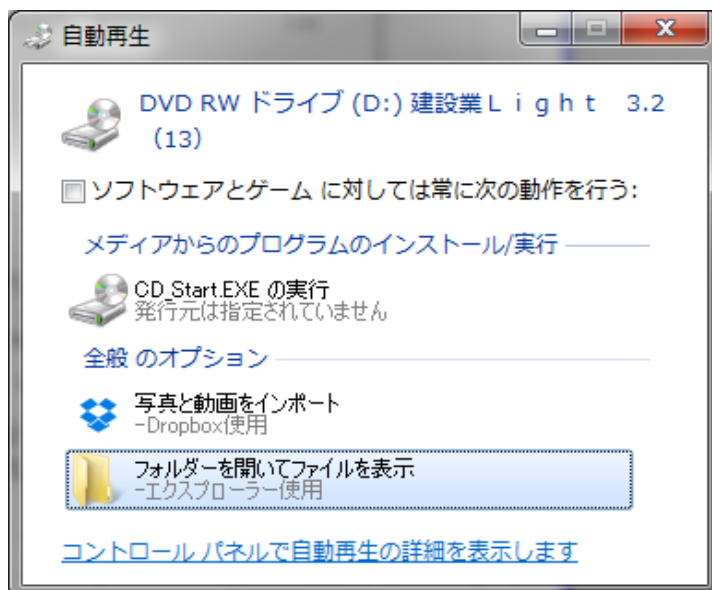 自動再生
DVD RW ドライブ (D:) 建設業Ｌｉｇｈｔ　3.2
（13）
ソフトウェアとゲーム に対しては常に次の動作を行う:
メディアからのプログラムのインストール/実行
CD_Start.EXE の実行
発行元は指定されていません
全般 のオプション
写真と動画をインポート
-Dropbox使用
フォルダーを開いてファイルを表示
-エクスプローラー使用
コントロール パネルで自動再生の詳細を表示します